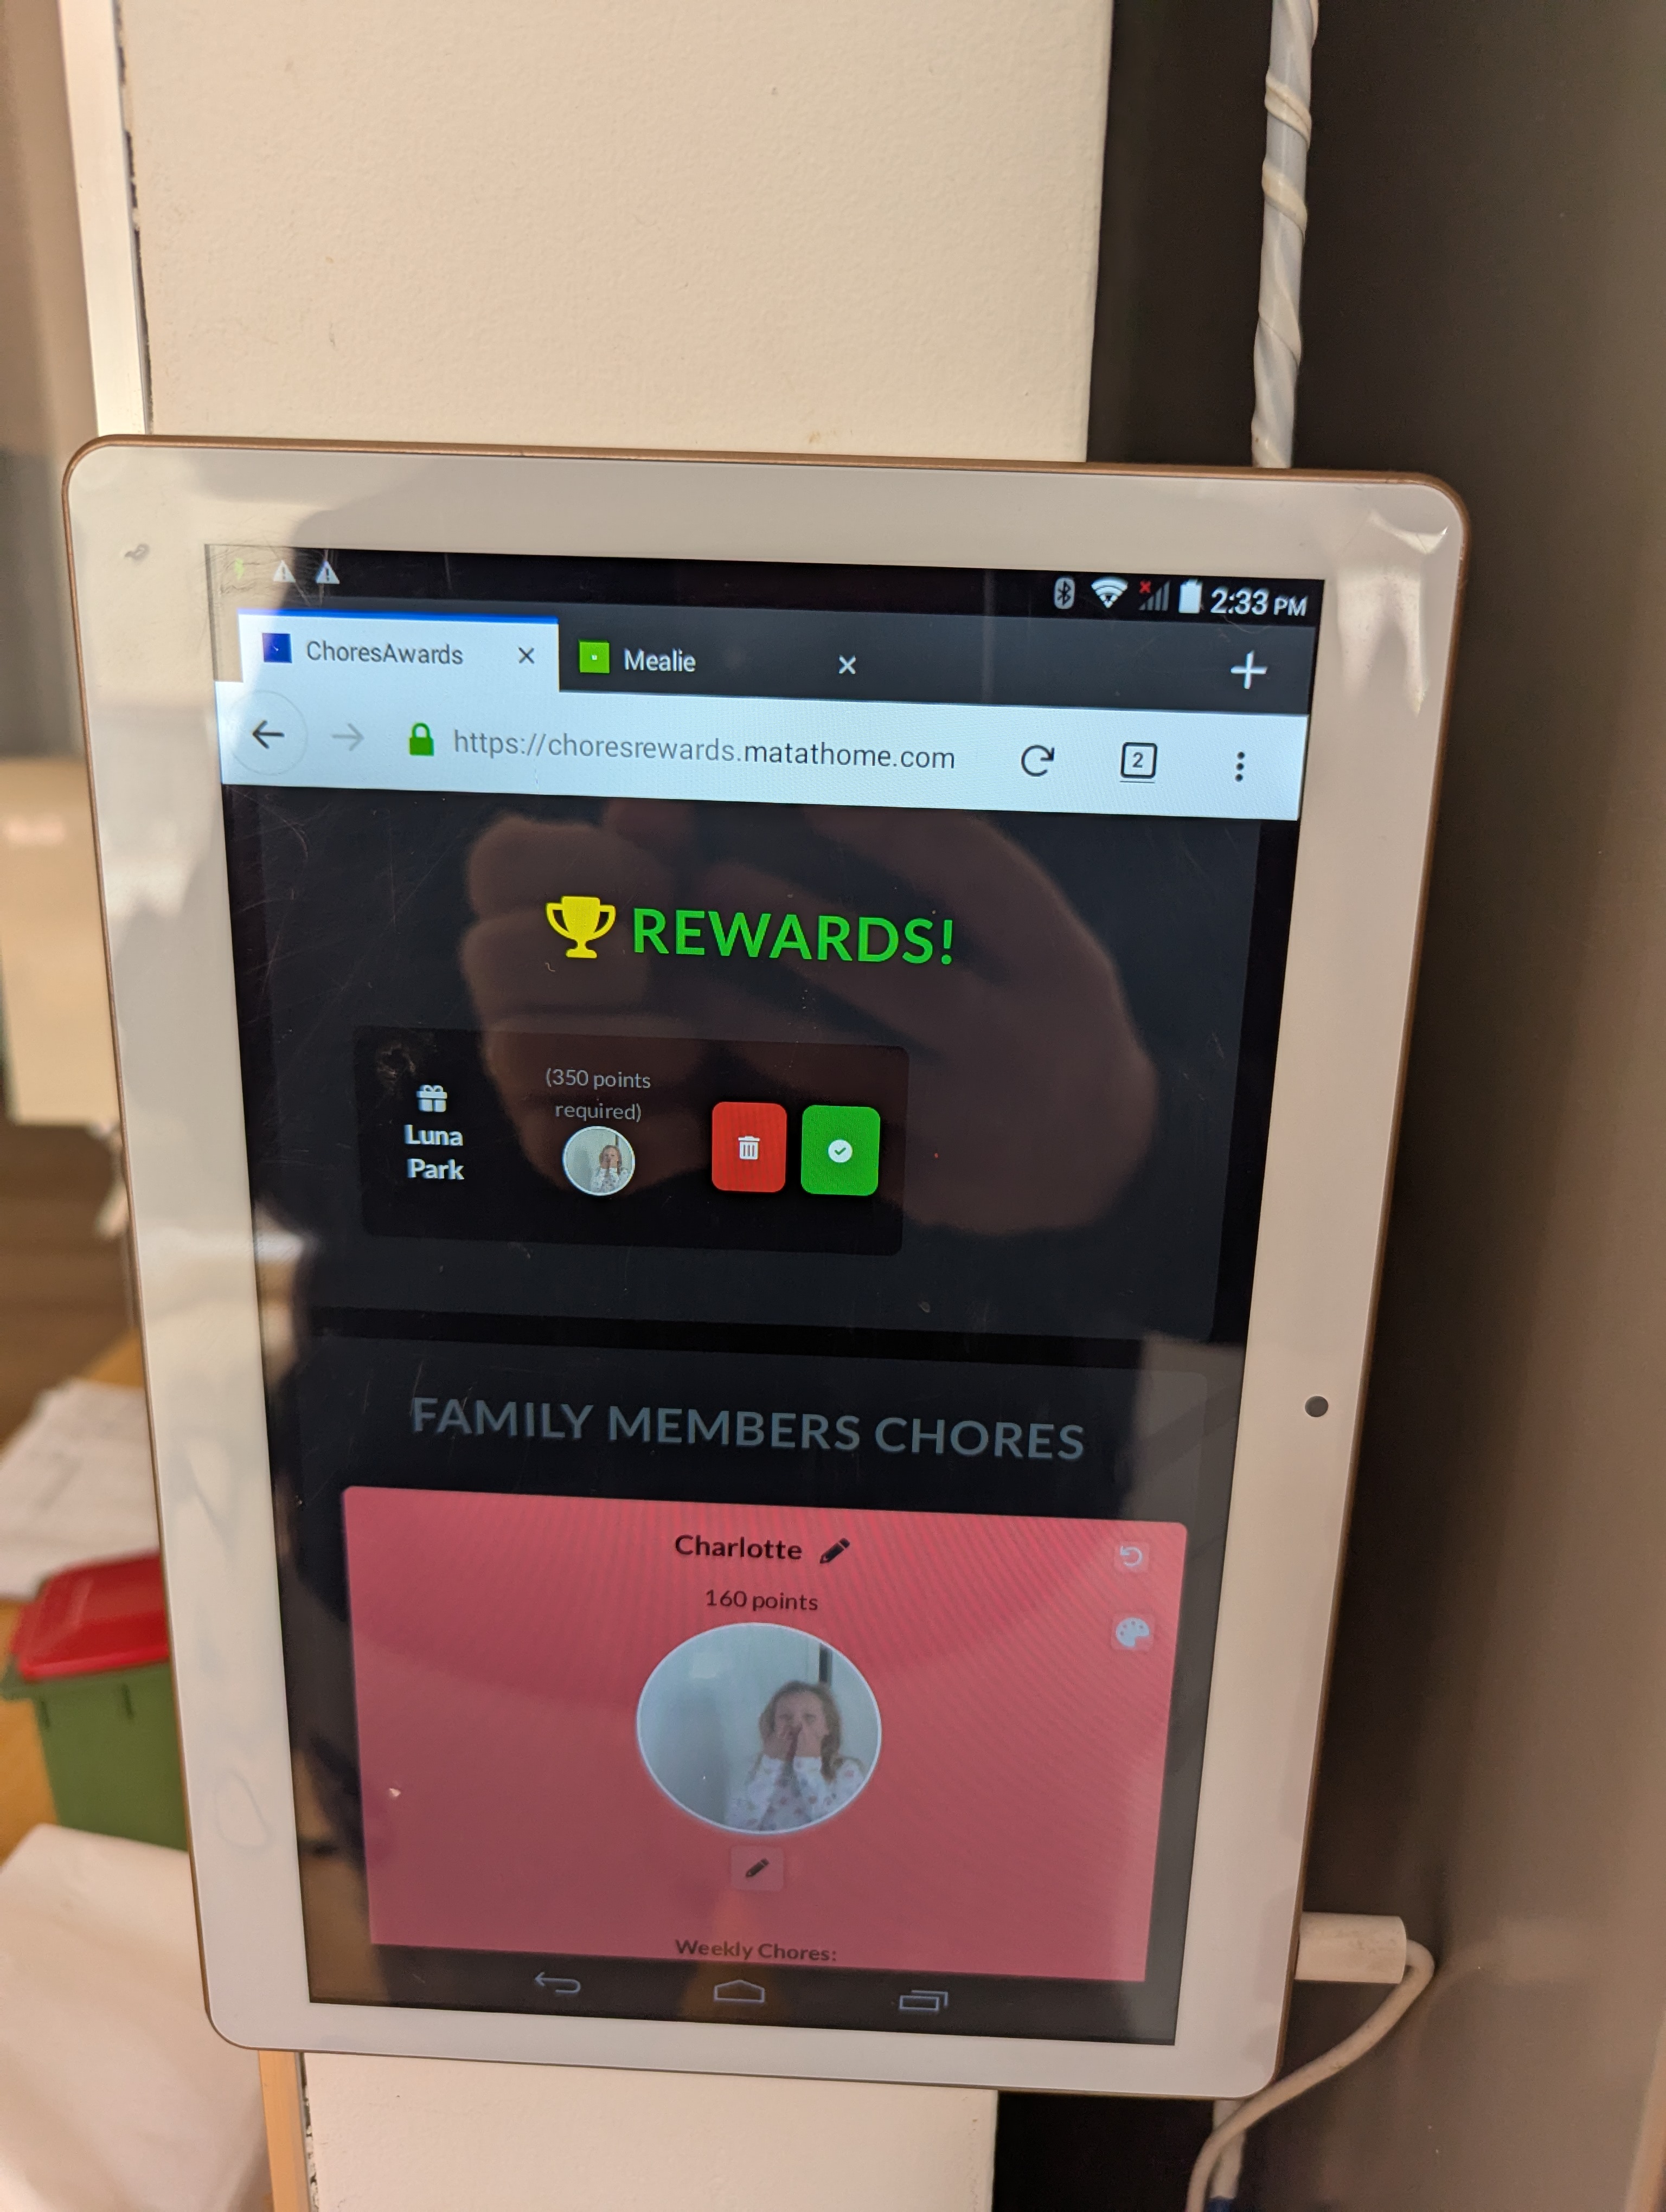 2:33 PM
ChoresAwards
Mealie
https://choresrewards.matathome.com
2
REWARDS!
(350 points
required)
Luna
Park
FAMILY MEMBERS CHORES
Charlotte
160 points
Weekly Chores: